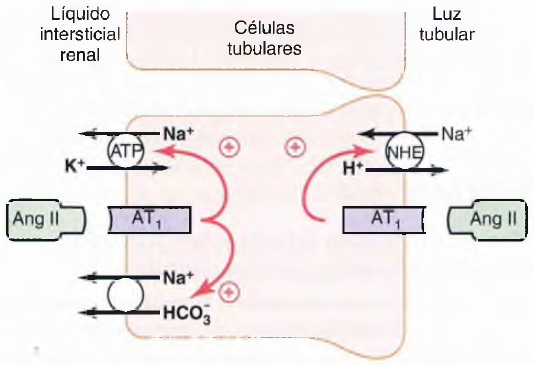 Líquido
intersticial
renal
Células
tubulares
Luz
tubular
Na⁺
ATP
K⁺
Na⁺
NHE
H⁺
+
+
Ang II
AT₁
AT₁
Ang II
Na⁺
HCO₃⁻
+